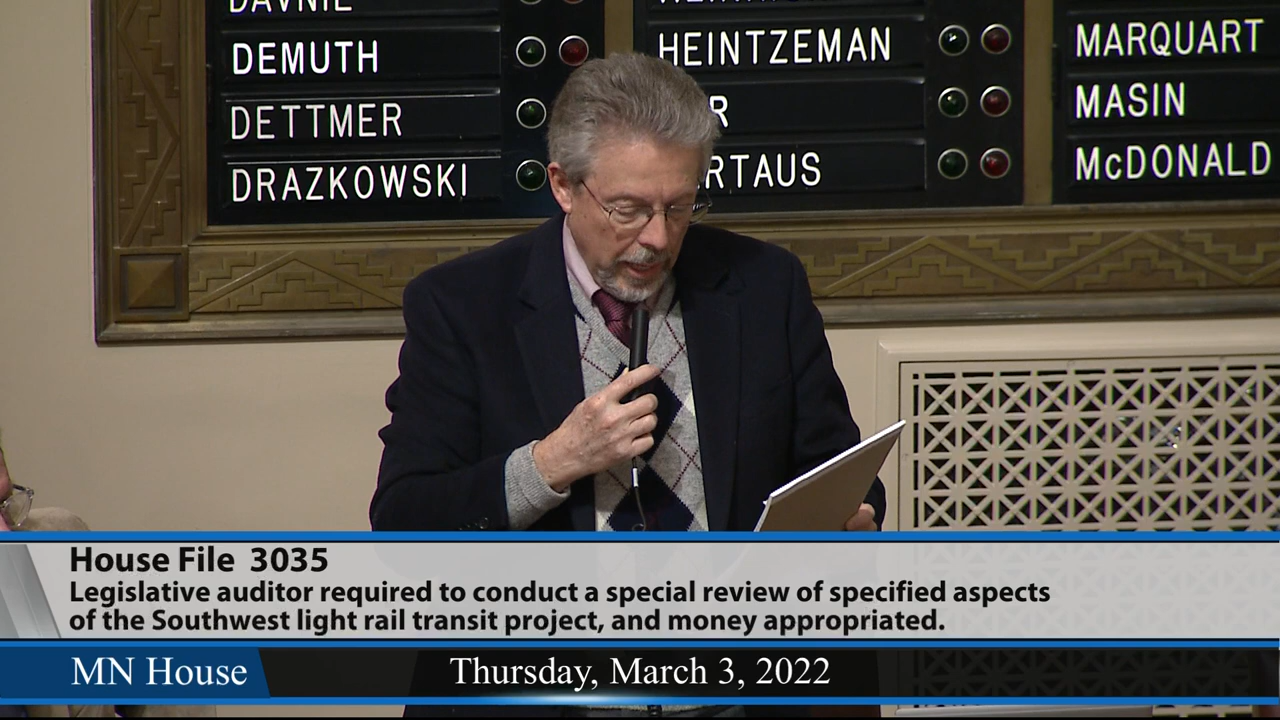 DAVNIE
DEMUTH
DETTMER
DRAZKOWSKI
HEINTZEMAN
MARQUART
MASIN
McDONALD
House File 3035
Legislative auditor required to conduct a special review of specified aspects
of the Southwest light rail transit project, and money appropriated.
MN House
Thursday, March 3, 2022